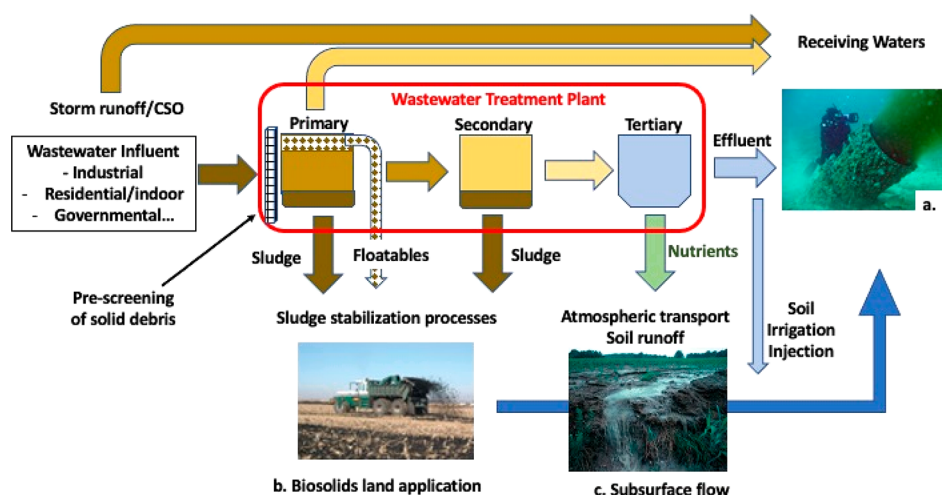 Receiving Waters
Storm runoff/CSO
Wastewater Treatment Plant
Wastewater Influent
- Industrial
- Residential/indoor
- Governmental...
Primary
Secondary
Tertiary
Effluent
a.
Sludge
Floatables
Sludge
Nutrients
Pre-screening
of solid debris
Sludge stabilization processes
Atmospheric transport
Soil runoff
Soil
Irrigation
Injection
b. Biosolids land application
c. Subsurface flow